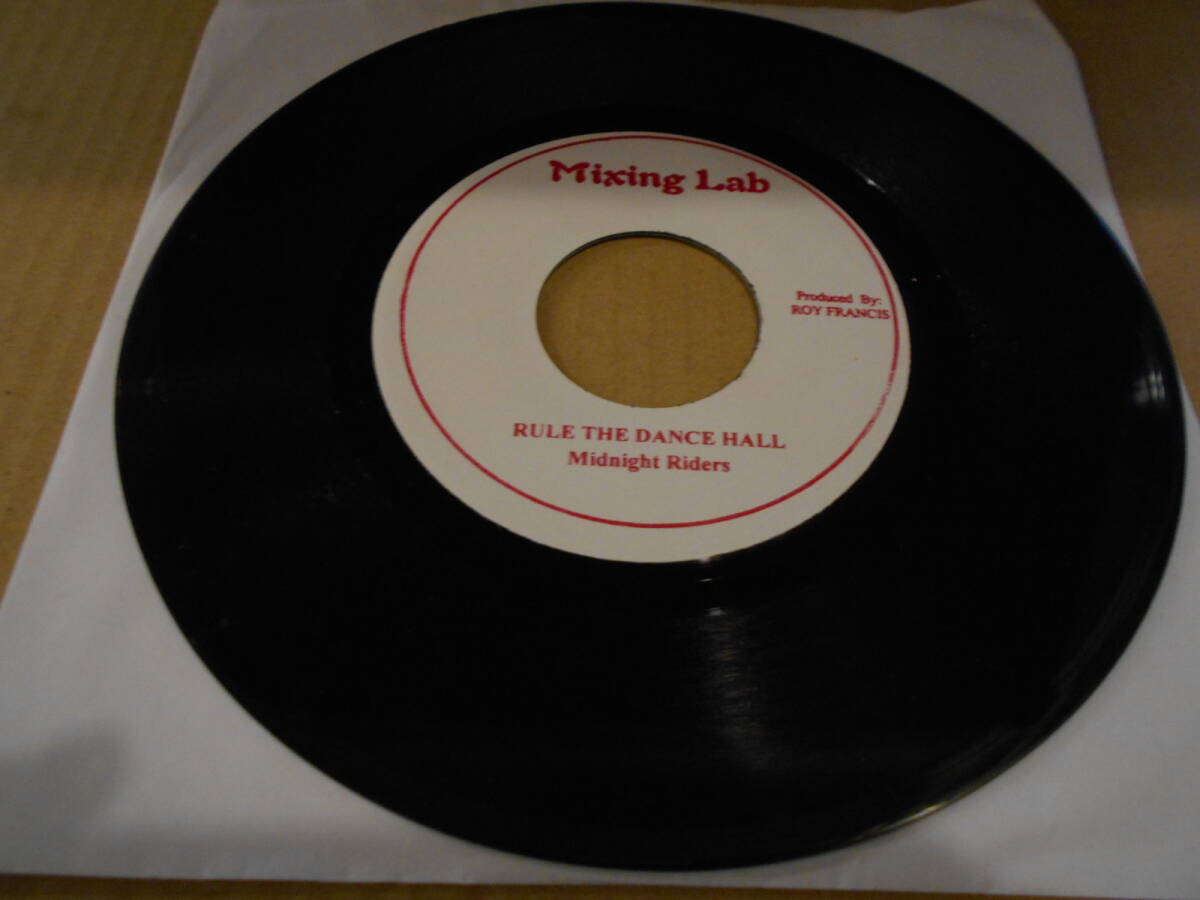 Mixing Lab
Produced By:
ROY FRANCIS
RULE THE DANCE HALL
Midnight Riders